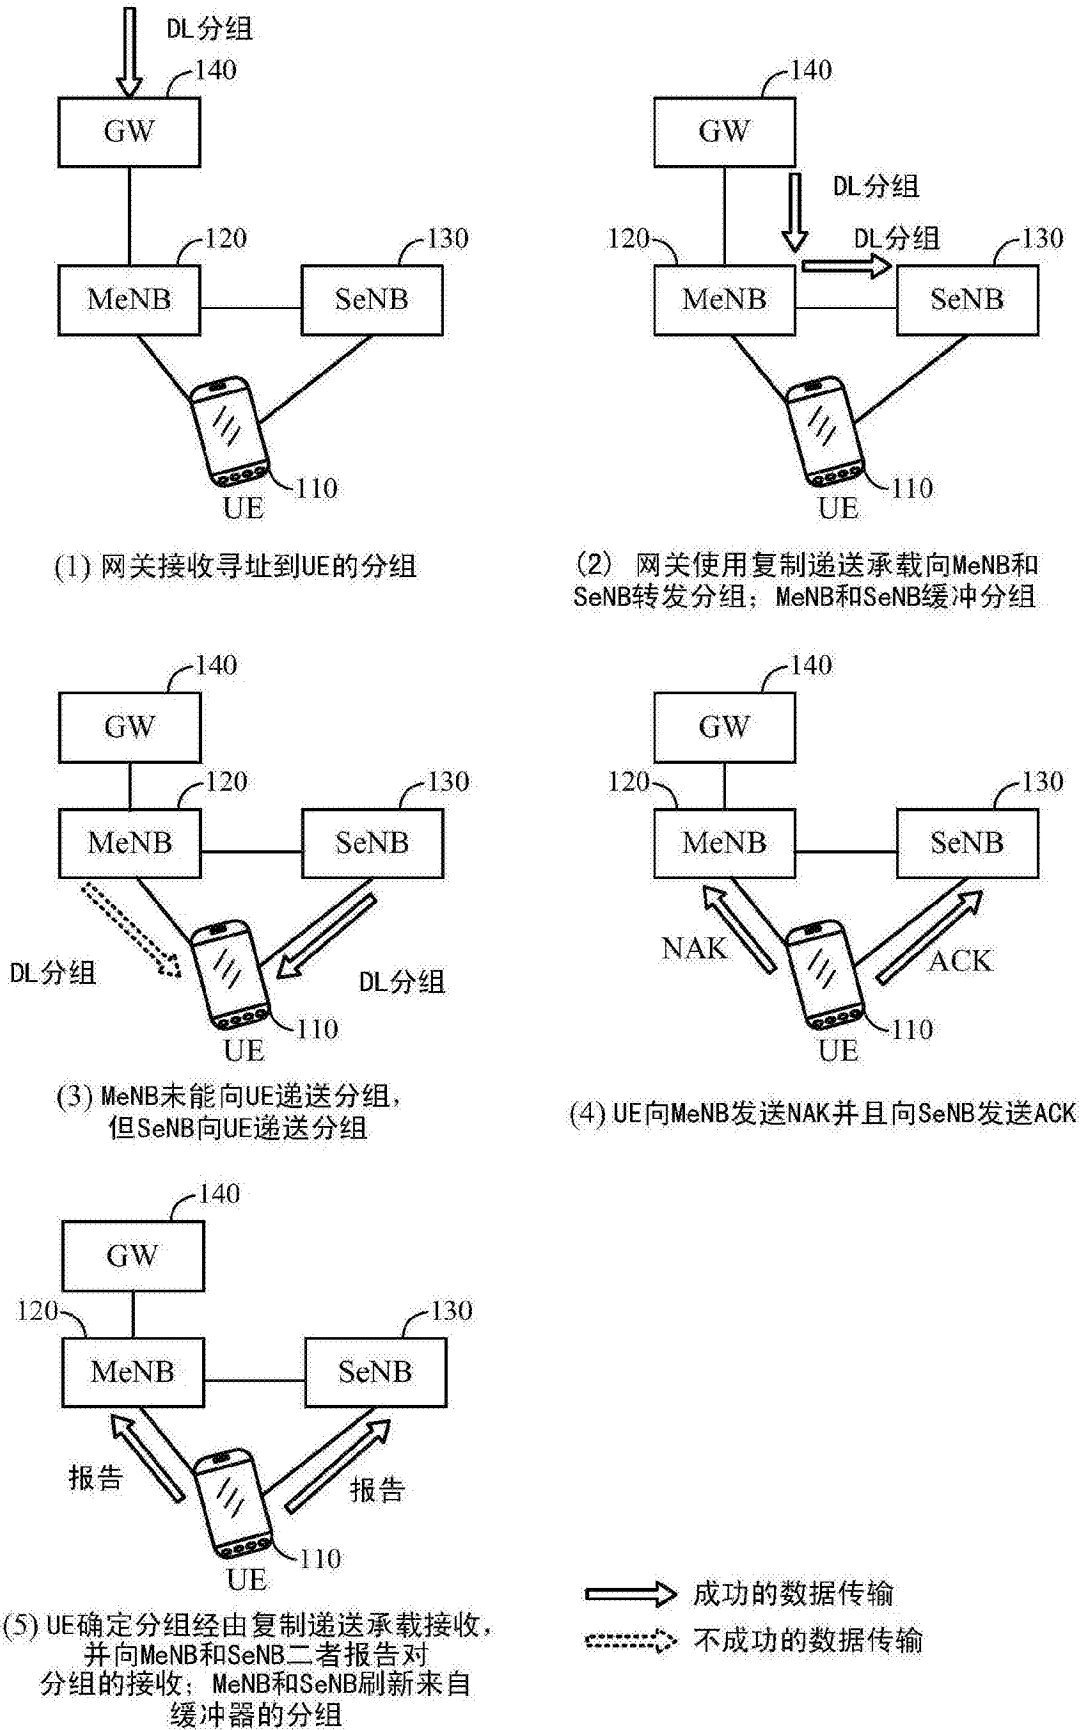 DL分组
140
GW
120
130
MeNB
SeNB
110
UE
(1) 网关接收寻址到UE的分组
140
GW
DL分组
DL分组
120
130
MeNB
SeNB
110
UE
(2) 网关使用复制递送承载向MeNB和
SeNB转发分组；MeNB和SeNB缓冲分组
140
GW
120
130
MeNB
SeNB
DL分组
DL分组
110
UE
(3) MeNB未能向UE递送分组，
但SeNB向UE递送分组
140
GW
120
130
MeNB
SeNB
NAK
ACK
110
UE
(4) UE向MeNB发送NAK并且向SeNB发送ACK
140
GW
120
130
MeNB
SeNB
报告
报告
110
UE
(5) UE确定分组经由复制递送承载接收，
并向MeNB和SeNB二者报告对
分组的接收；MeNB和SeNB刷新来自
缓冲器的分组
成功的数据传输
不成功的数据传输